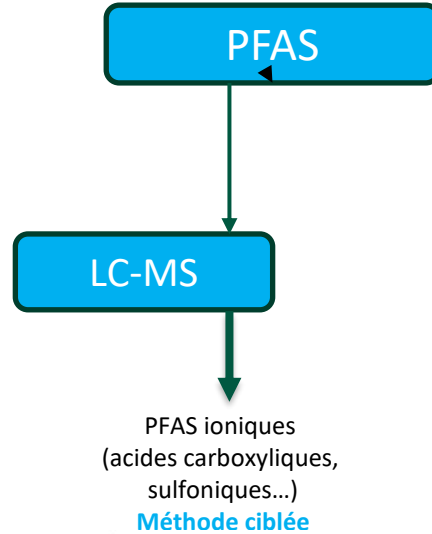 PFAS
LC-MS
PFAS ioniques
(acides carboxyliques,
sulfoniques…)
Méthode ciblée